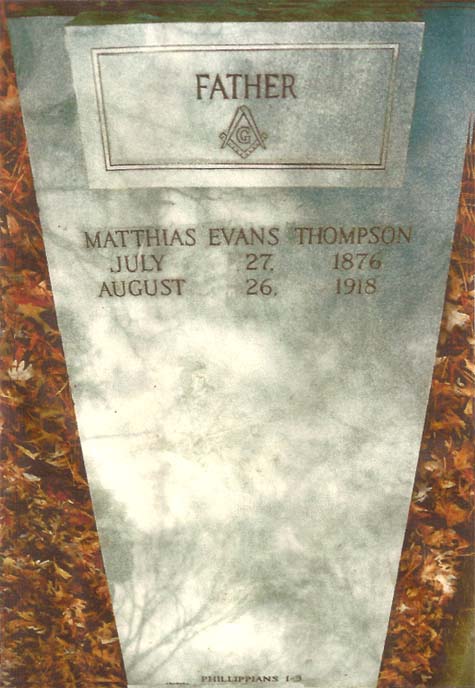 FATHER
G
MATTHIAS EVANS THOMPSON
JULY 27, 1876
AUGUST 26, 1918
PHILLIPPIANS 1-3